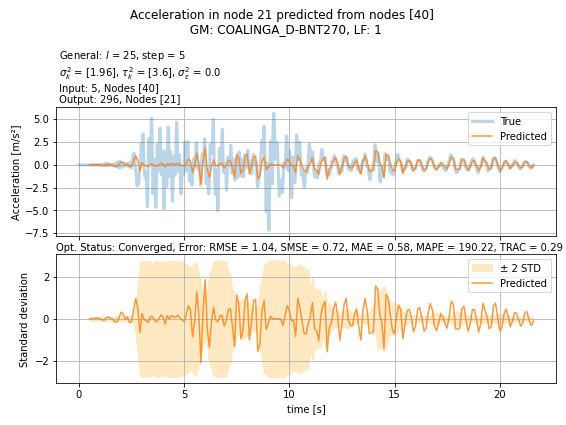 Acceleration in node 21 predicted from nodes [40]
GM: COALINGA_D-BNT270, LF: 1
General: l = 25, step = 5
σ²ₖ = [1.96], τ²ₖ = [3.6], σ²ε = 0.0
Input: 5, Nodes [40]
Output: 296, Nodes [21]
Acceleration [m/s²]
5.0
2.5
0.0
−2.5
−5.0
−7.5
True
Predicted
Opt. Status: Converged, Error: RMSE = 1.04, SMSE = 0.72, MAE = 0.58, MAPE = 190.22, TRAC = 0.29
Standard deviation
2
0
−2
± 2 STD
Predicted
0 5 10 15 20
time [s]